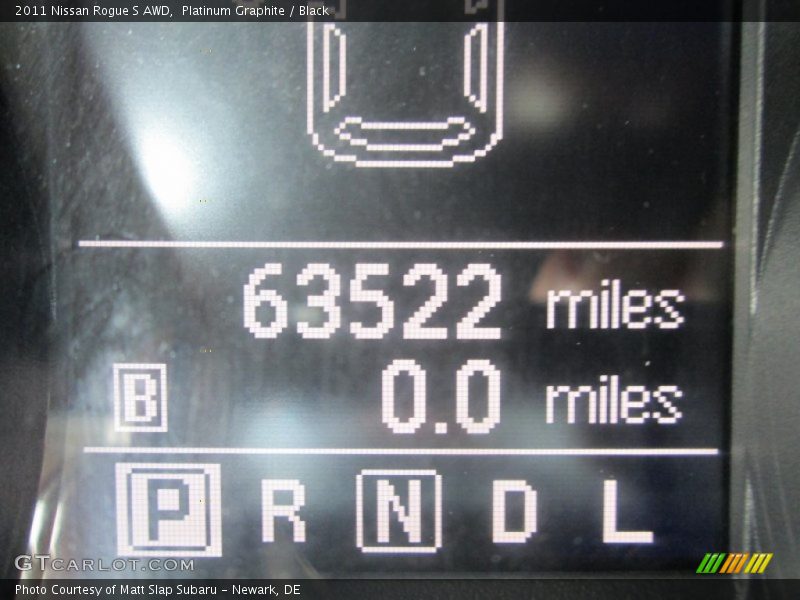 2011 Nissan Rogue S AWD,  Platinum Graphite / Black
63522 miles
B 0.0 miles
P R N D L
GTcarlot.com
Photo Courtesy of Matt Slap Subaru - Newark, DE